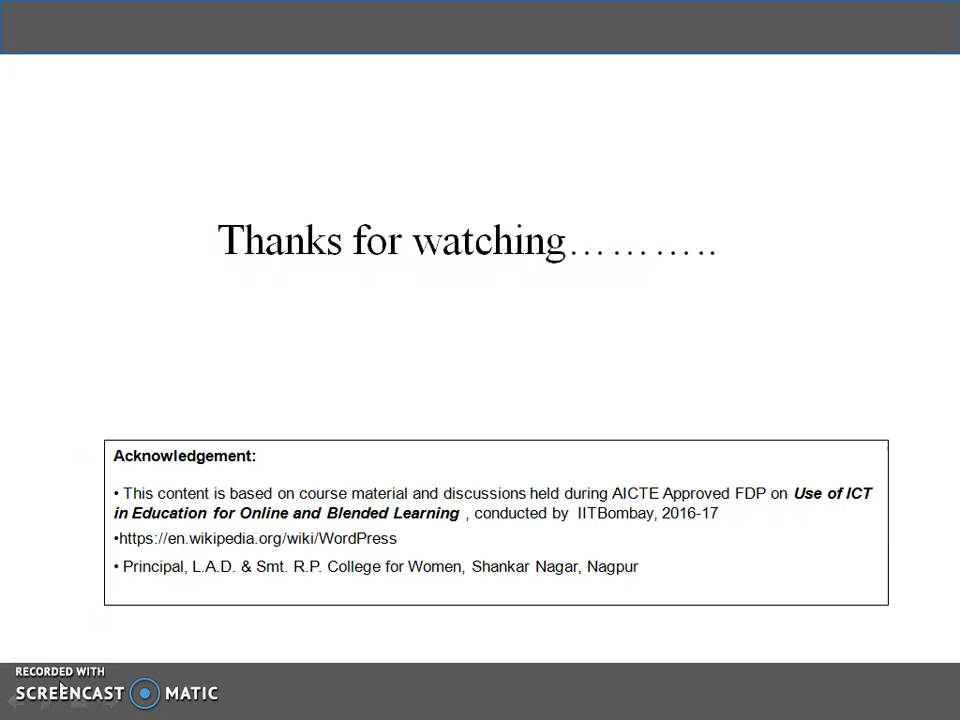 Thanks for watching………..
Acknowledgement:
• This content is based on course material and discussions held during AICTE Approved FDP on Use of ICT
in Education for Online and Blended Learning , conducted by IITBombay, 2016-17
•https://en.wikipedia.org/wiki/WordPress
• Principal, L.A.D. & Smt. R.P. College for Women, Shankar Nagar, Nagpur
RECORDED WITH
SCREENCAST MATIC